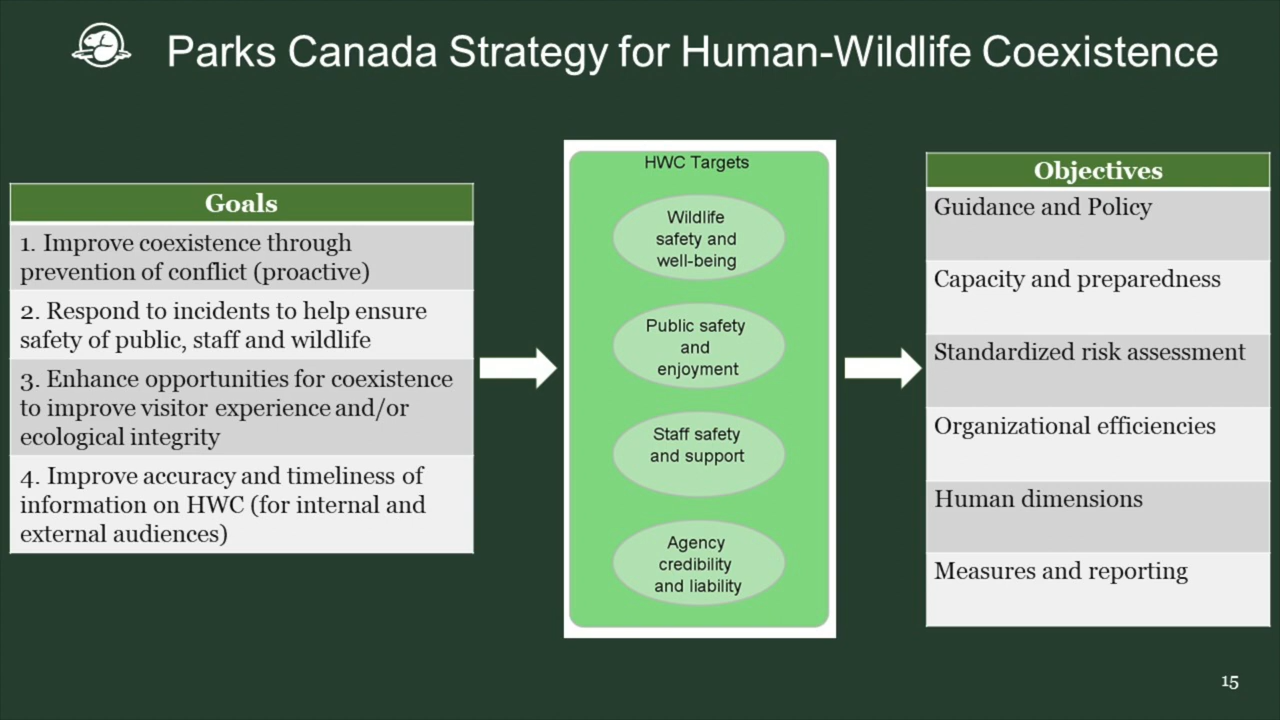 Parks Canada Strategy for Human-Wildlife Coexistence
Goals
1. Improve coexistence through
prevention of conflict (proactive)
2. Respond to incidents to help ensure
safety of public, staff and wildlife
3. Enhance opportunities for coexistence
to improve visitor experience and/or
ecological integrity
4. Improve accuracy and timeliness of
information on HWC (for internal and
external audiences)
HWC Targets
Wildlife
safety and
well-being
Public safety
and
enjoyment
Staff safety
and support
Agency
credibility
and liability
Objectives
Guidance and Policy
Capacity and preparedness
Standardized risk assessment
Organizational efficiencies
Human dimensions
Measures and reporting
15